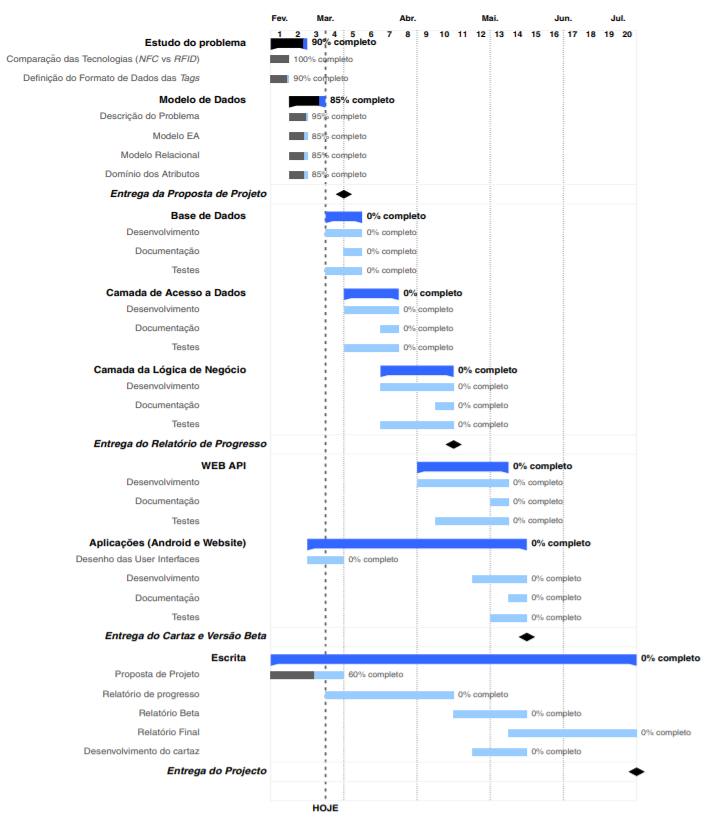 Fev. Mar. Abr. Mai. Jun. Jul.
1 2 3 4 5 6 7 8 9 10 11 12 13 14 15 16 17 18 19 20
Estudo do problema 90% completo
Comparação das Tecnologias (NFC vs RFID) 100% completo
Definição do Formato de Dados das Tags 90% completo
Modelo de Dados 85% completo
Descrição do Problema 95% completo
Modelo EA 85% completo
Modelo Relacional 85% completo
Domínio dos Atributos 85% completo
Entrega da Proposta de Projeto
Base de Dados 0% completo
Desenvolvimento 0% completo
Documentação 0% completo
Testes 0% completo
Camada de Acesso a Dados 0% completo
Desenvolvimento 0% completo
Documentação 0% completo
Testes 0% completo
Camada da Lógica de Negócio 0% completo
Desenvolvimento 0% completo
Documentação 0% completo
Testes 0% completo
Entrega do Relatório de Progresso
WEB API 0% completo
Desenvolvimento 0% completo
Documentação 0% completo
Testes 0% completo
Aplicações (Android e Website) 0% completo
Desenho das User Interfaces 0% completo
Desenvolvimento 0% completo
Documentação 0% completo
Testes 0% completo
Entrega do Cartaz e Versão Beta
Escrita 0% completo
Proposta de Projeto 60% completo
Relatório de progresso 0% completo
Relatório Beta 0% completo
Relatório Final 0% completo
Desenvolvimento do cartaz 0% completo
Entrega do Projecto
HOJE